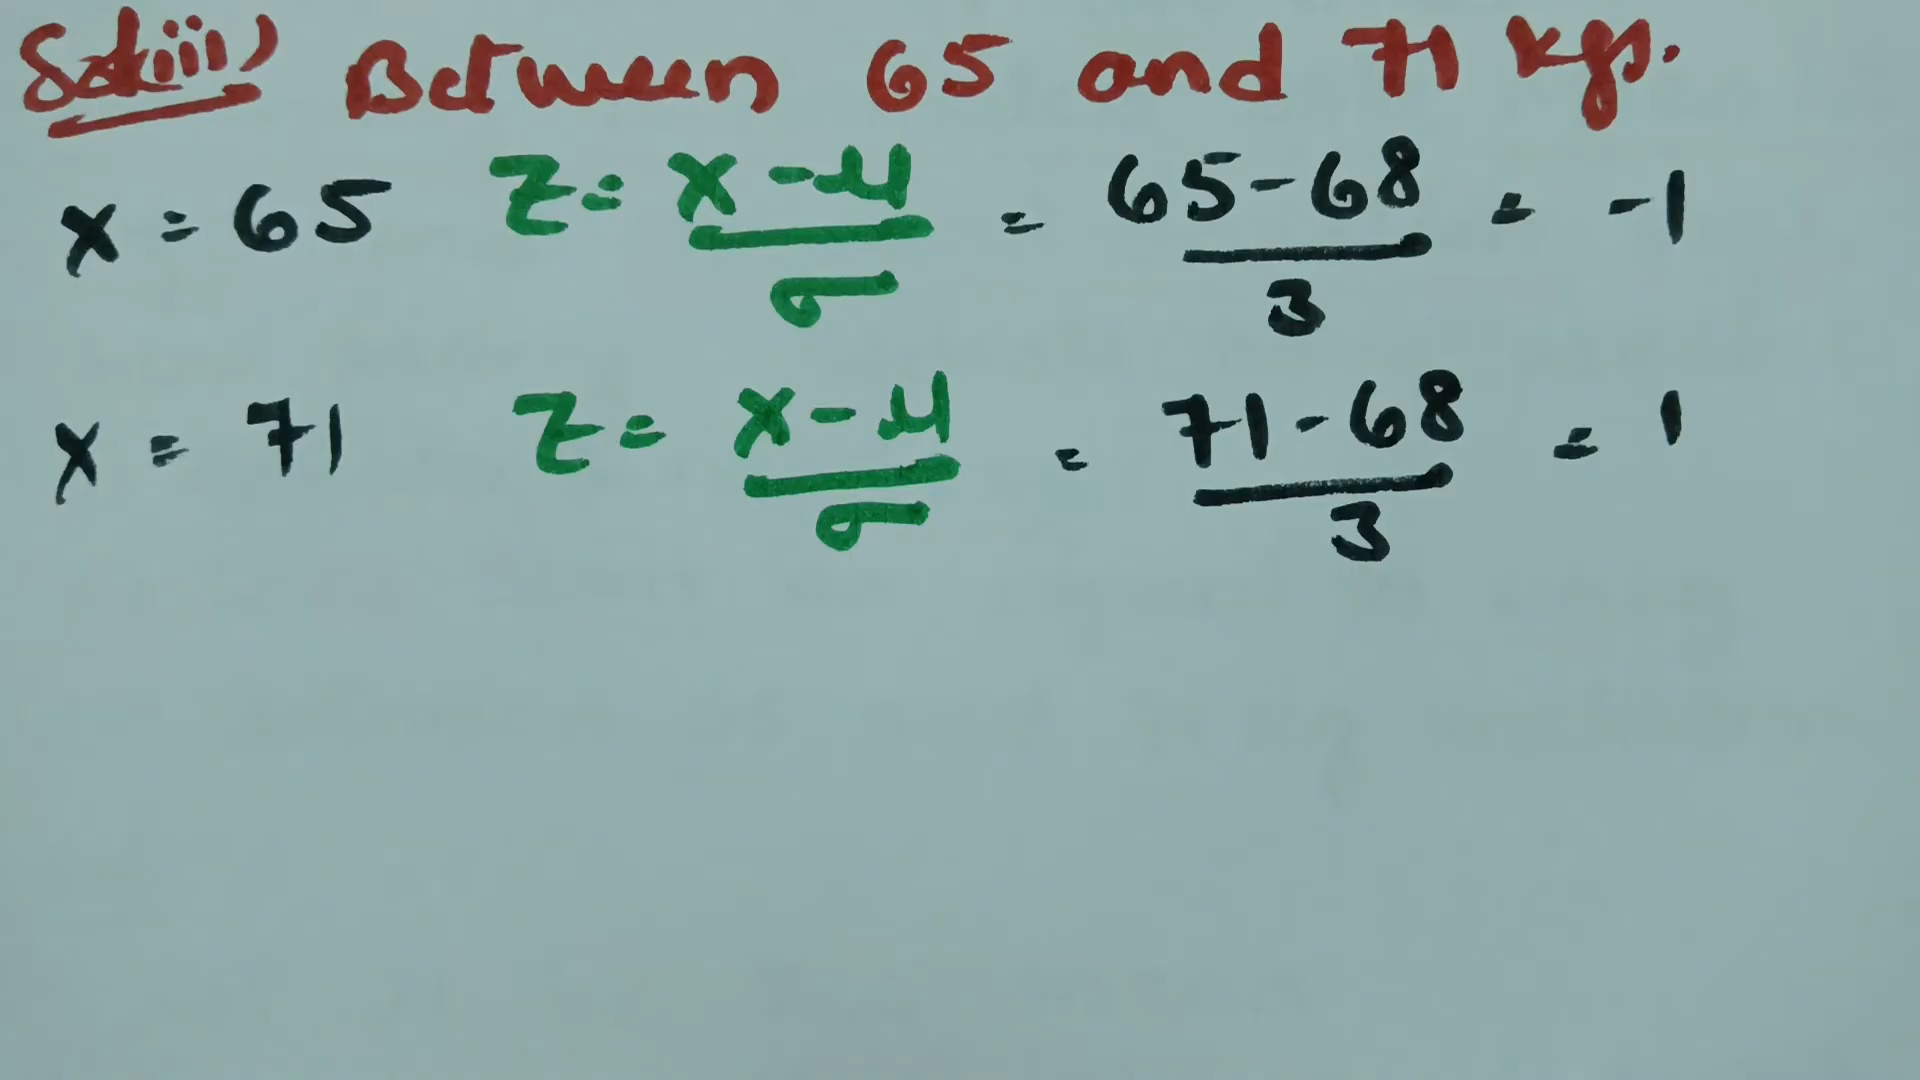 Sol:iii) Between 65 and 71 kgs.
x = 65 Z = x - μ / σ = 65 - 68 / 3 = -1
x = 71 Z = x - μ / σ = 71 - 68 / 3 = 1